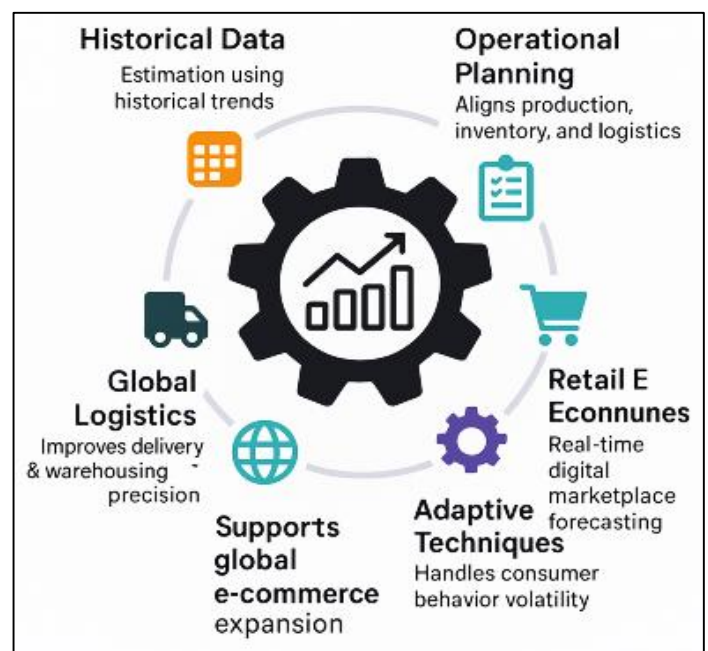 Historical Data
Estimation using
historical trends
Operational
Planning
Aligns production,
inventory, and logistics
Global
Logistics
Improves delivery
& warehousing
precision
Retail E
Econnunes
Real-time
digital
marketplace
forecasting
Supports
global
e-commerce
expansion
Adaptive
Techniques
Handles consumer
behavior volatility